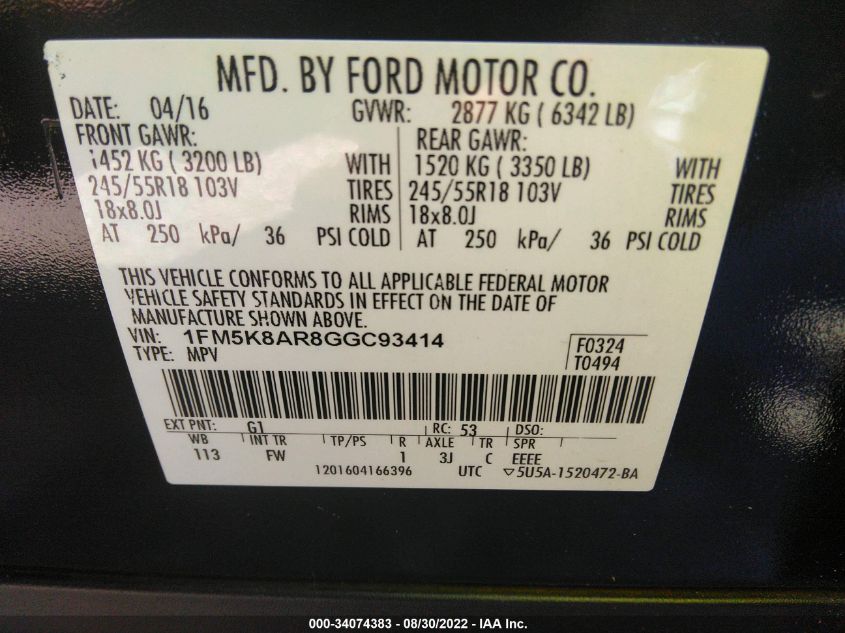 MFD. BY FORD MOTOR CO.
DATE: 04/16 GVWR: 2877 KG ( 6342 LB)
FRONT GAWR: REAR GAWR:
1452 KG ( 3200 LB) WITH 1520 KG ( 3350 LB) WITH
245/55R18 103V TIRES 245/55R18 103V TIRES
18x8.0J RIMS 18x8.0J RIMS
AT 250 kPa/ 36 PSI COLD AT 250 kPa/ 36 PSI COLD
THIS VEHICLE CONFORMS TO ALL APPLICABLE FEDERAL MOTOR
VEHICLE SAFETY STANDARDS IN EFFECT ON THE DATE OF
MANUFACTURE SHOWN ABOVE.
VIN: 1FM5K8AR8GGC93414 F0324
TYPE: MPV T0494
EXT PNT: G1 RC: 53 DSO:
WB INT TR TP/PS R AXLE TR SPR
113 FW 1 3J C EEEE
1201604166396 UTC ▽5U5A-1520472-BA
000-34074383 - 08/30/2022 - IAA Inc.